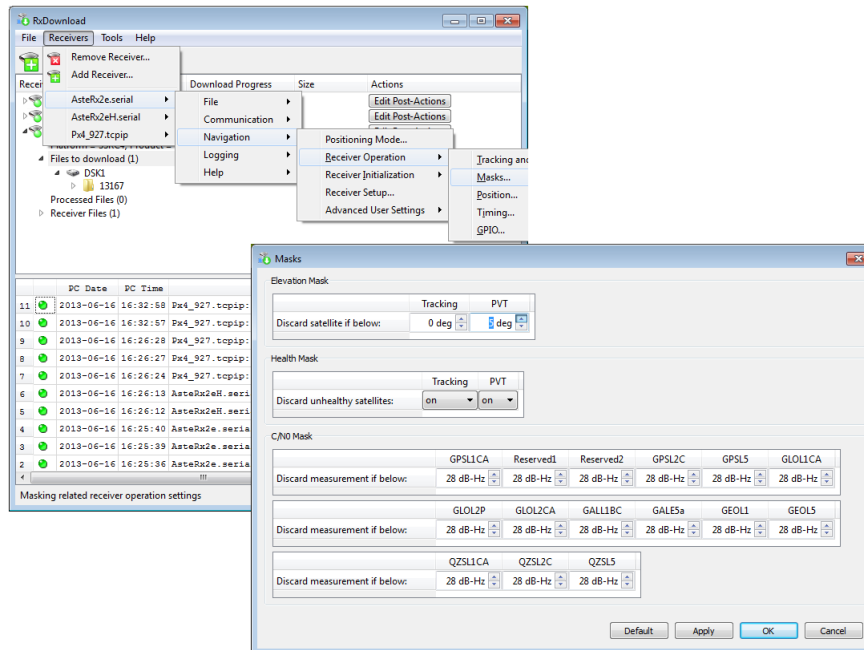 RxDownload
File Receivers Tools Help
Remove Receiver...
Add Receiver...
Download Progress Size Actions
AsteRx2e.serial
AsteRx2eH.serial
Px4_927.tcpip
File
Communication
Navigation
Logging
Help
Edit Post-Actions
Edit Post-Actions
Positioning Mode...
Receiver Operation
Receiver Initialization
Receiver Setup...
Advanced User Settings
Tracking and
Masks...
Position...
Timing...
GPIO...
Files to download (1)
DSK1
13167
Processed Files (0)
Receiver Files (1)
PC Date PC Time
11 2013-06-16 16:32:58 Px4_927.tcpip:
10 2013-06-16 16:32:57 Px4_927.tcpip:
9 2013-06-16 16:26:28 Px4_927.tcpip:
8 2013-06-16 16:26:27 Px4_927.tcpip:
7 2013-06-16 16:26:24 Px4_927.tcpip:
6 2013-06-16 16:26:13 AsteRx2eH.seri
5 2013-06-16 16:26:12 AsteRx2eH.seri
4 2013-06-16 16:25:40 AsteRx2e.seria
3 2013-06-16 16:25:39 AsteRx2e.seria
2 2013-06-16 16:25:36 AsteRx2e.seria
Masking related receiver operation settings
Masks
Elevation Mask
Tracking PVT
Discard satellite if below: 0 deg 5 deg
Health Mask
Tracking PVT
Discard unhealthy satellites: on on
C/N0 Mask
GPSL1CA Reserved1 Reserved2 GPSL2C GPSL5 GLOL1CA
Discard measurement if below: 28 dB-Hz 28 dB-Hz 28 dB-Hz 28 dB-Hz 28 dB-Hz 28 dB-Hz
GLOL2P GLOL2CA GALL1BC GALE5a GEOL1 GEOL5
Discard measurement if below: 28 dB-Hz 28 dB-Hz 28 dB-Hz 28 dB-Hz 28 dB-Hz 28 dB-Hz
QZSL1CA QZSL2C QZSL5
Discard measurement if below: 28 dB-Hz 28 dB-Hz 28 dB-Hz
Default Apply OK Cancel